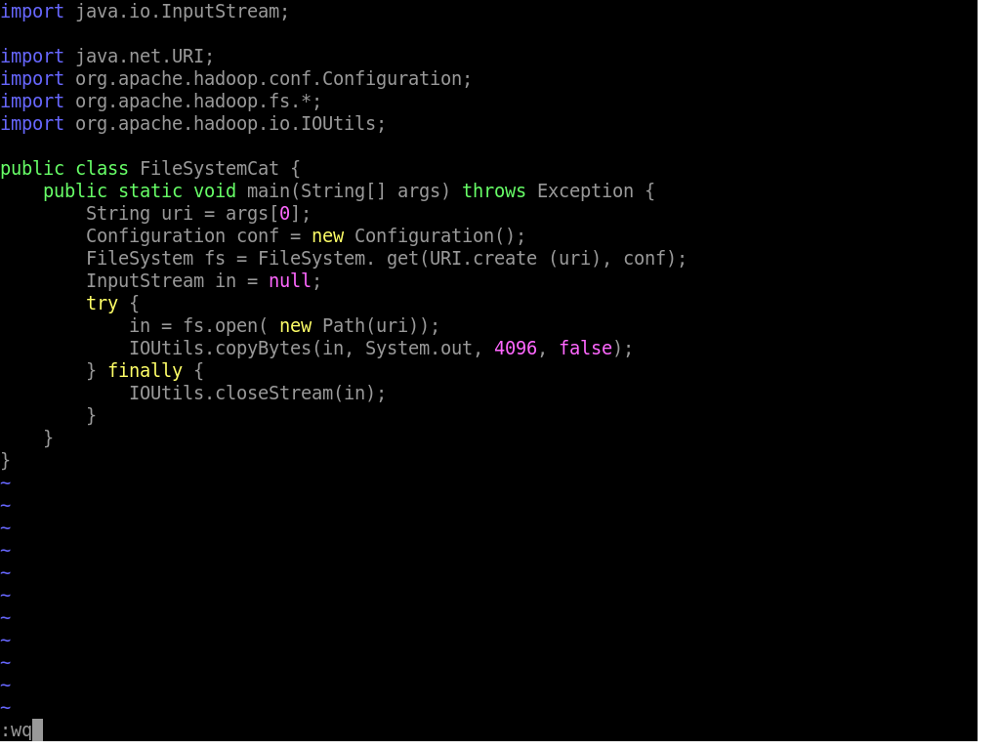 import java.io.InputStream;

import java.net.URI;
import org.apache.hadoop.conf.Configuration;
import org.apache.hadoop.fs.*;
import org.apache.hadoop.io.IOUtils;

public class FileSystemCat {
    public static void main(String[] args) throws Exception {
        String uri = args[0];
        Configuration conf = new Configuration();
        FileSystem fs = FileSystem. get(URI.create (uri), conf);
        InputStream in = null;
        try {
            in = fs.open( new Path(uri));
            IOUtils.copyBytes(in, System.out, 4096, false);
        } finally {
            IOUtils.closeStream(in);
        }
    }
}
~
~
~
~
~
~
~
~
~
~
~
:wq